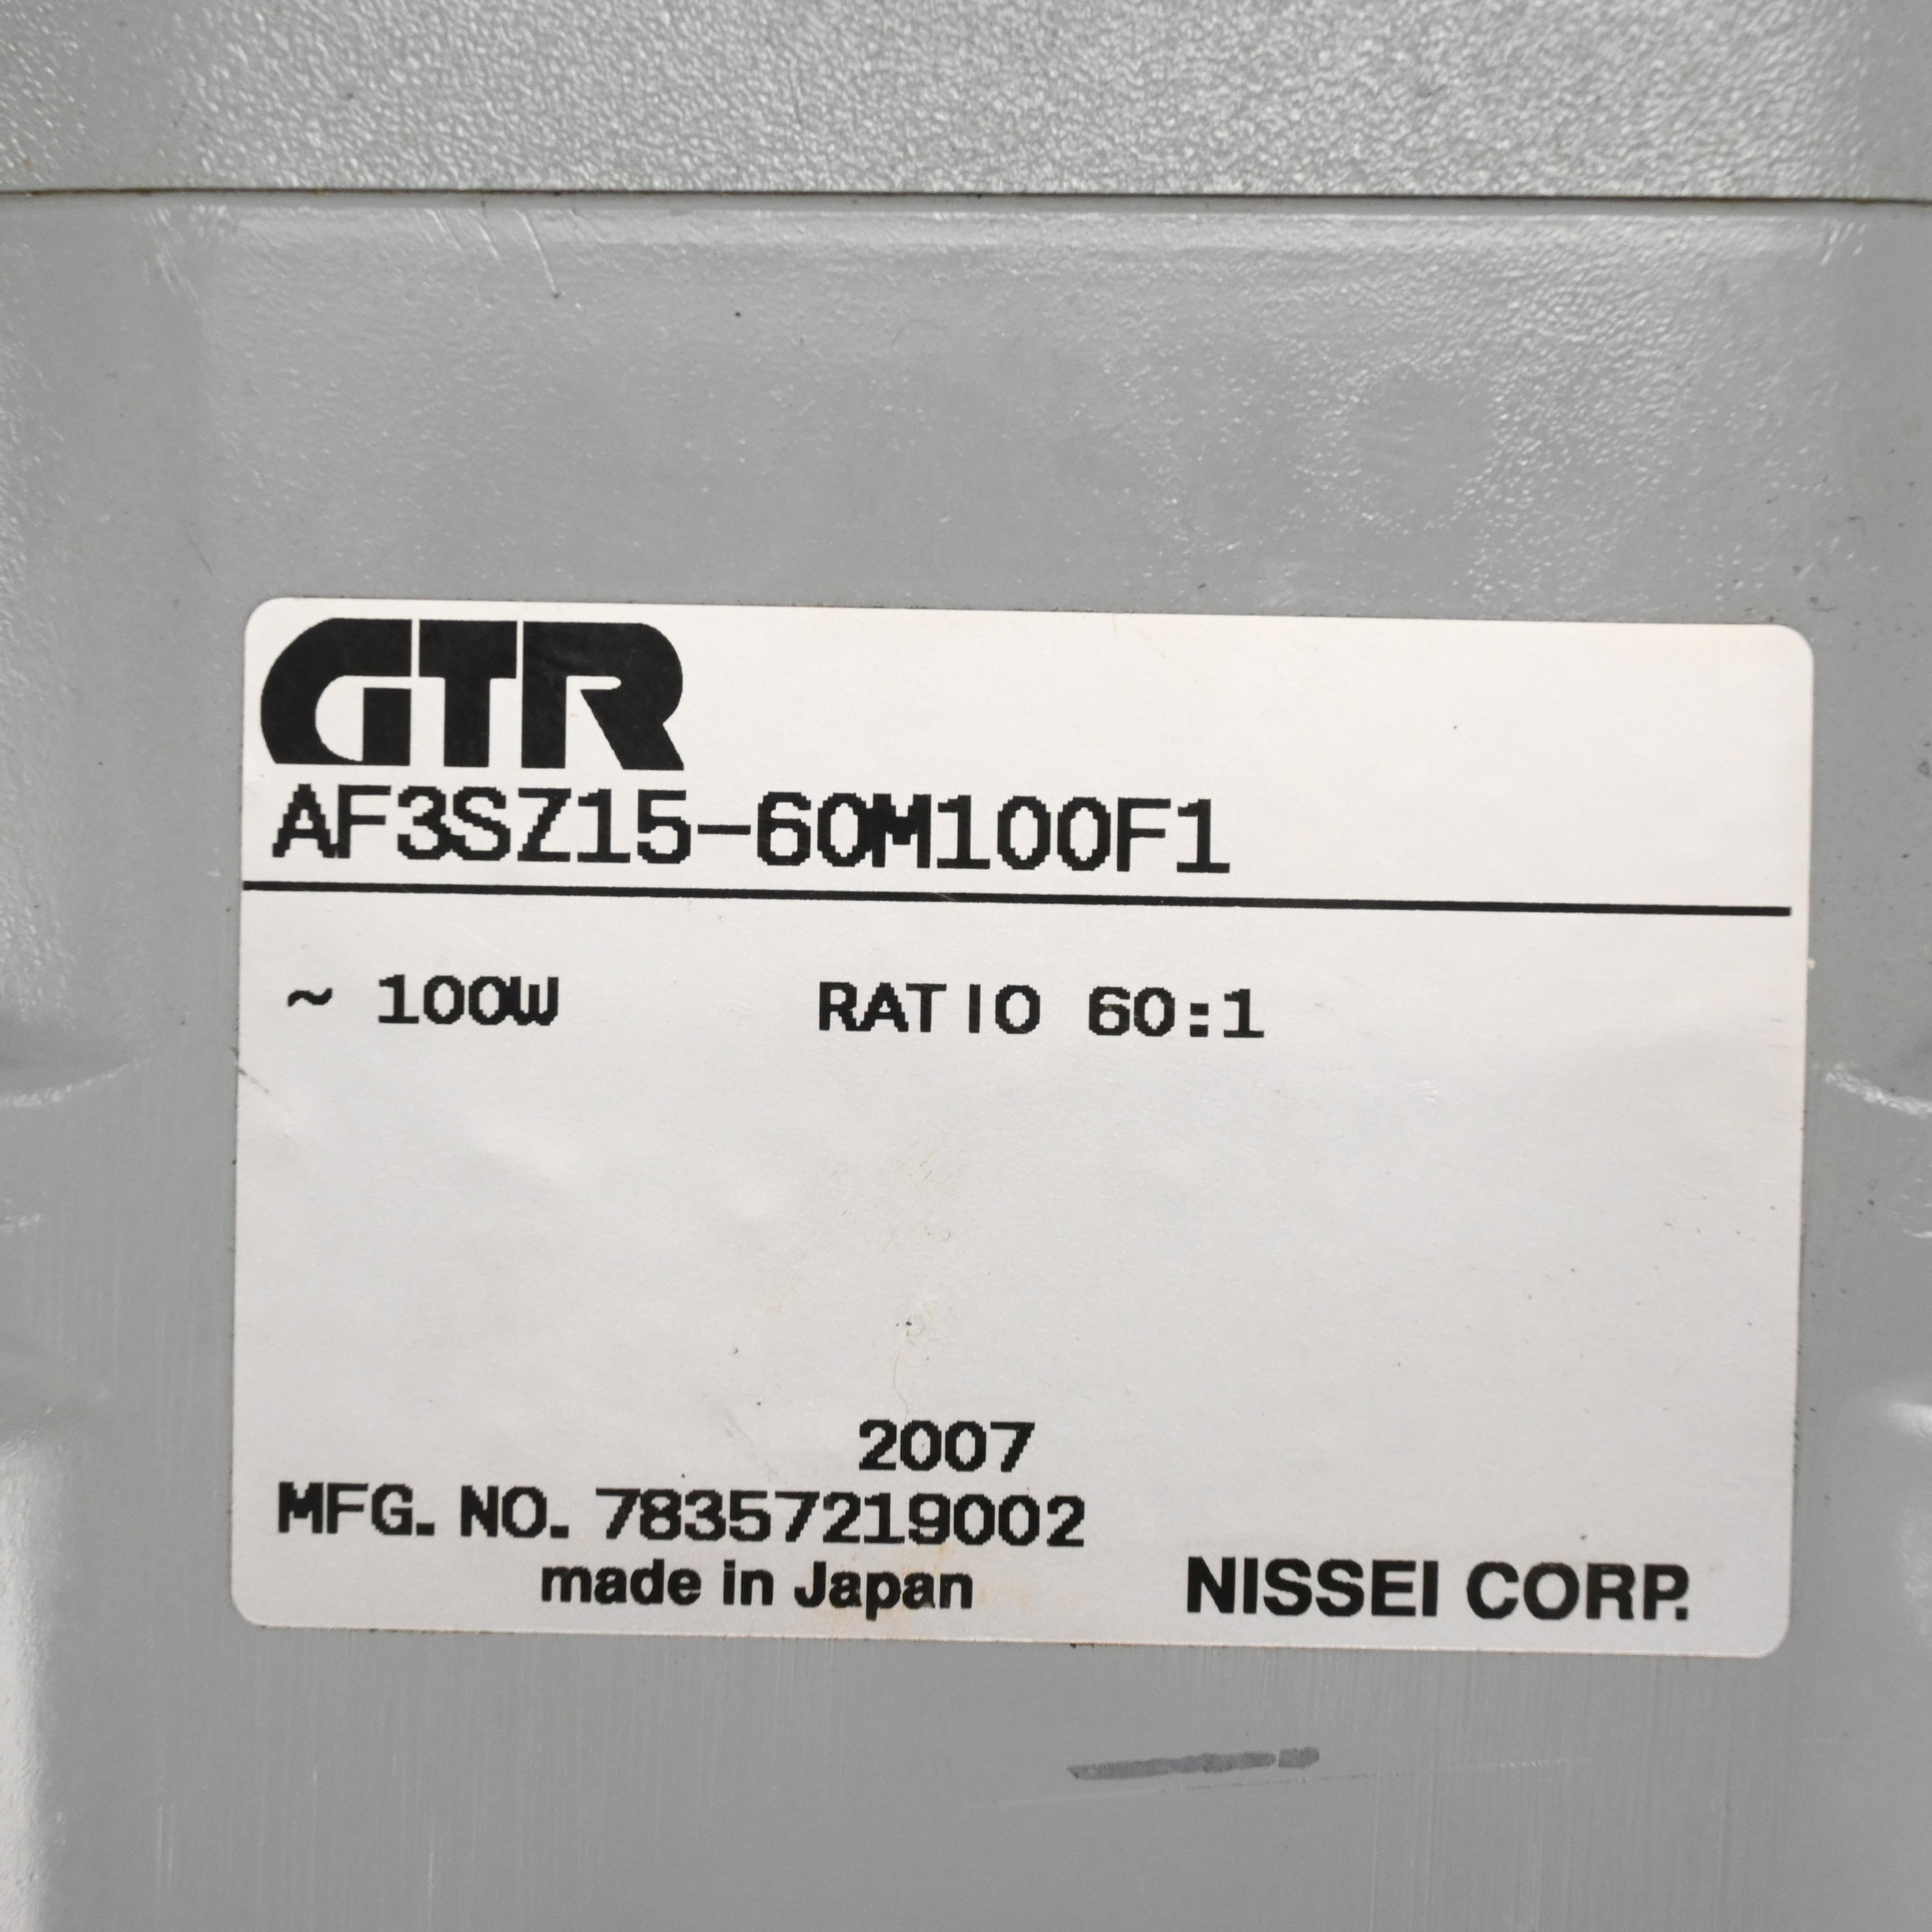 GTR
AF3SZ15-60M100F1
~ 100W RATIO 60:1
2007
MFG. NO. 78357219002
made in Japan NISSEI CORP.